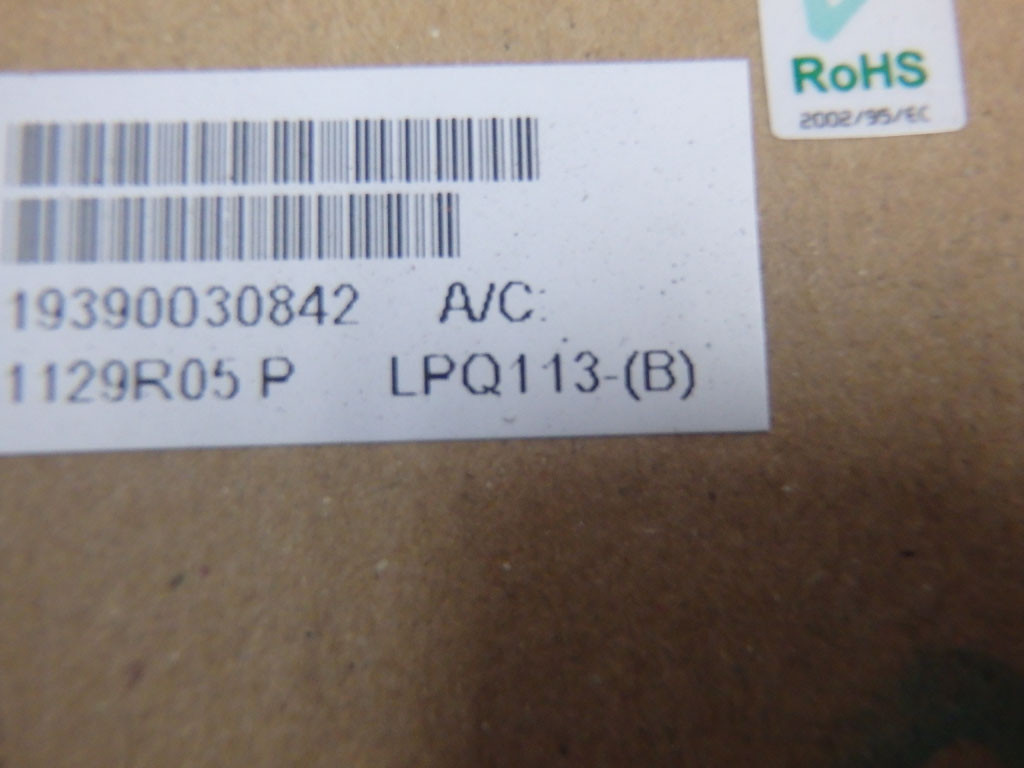 RoHS
2002/95/EC
19390030842 A/C:
1129R05 P LPQ113-(B)